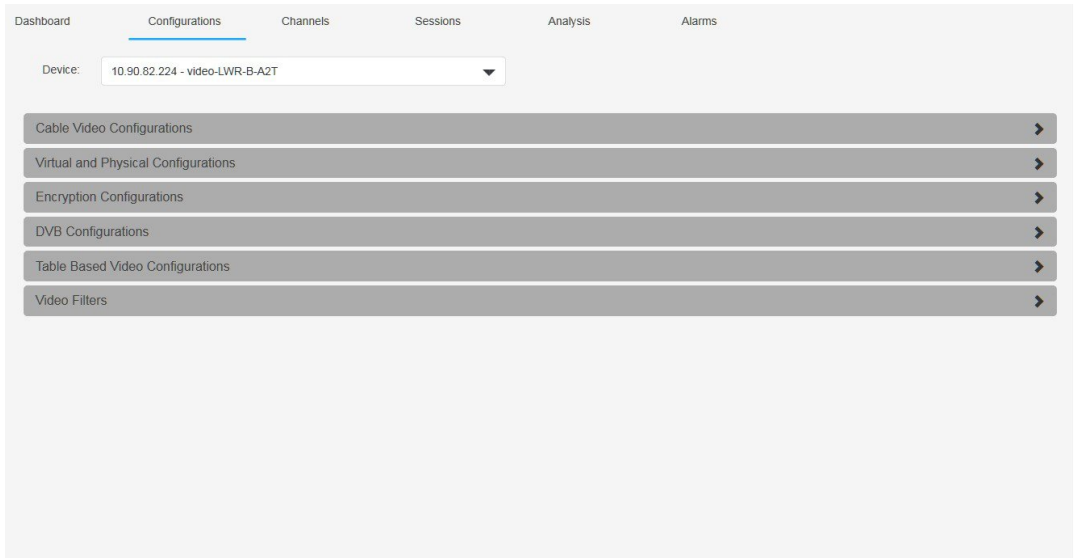 Dashboard Configurations Channels Sessions Analysis Alarms
Device: 10.90.82.224 - video-LWR-B-A2T
Cable Video Configurations
Virtual and Physical Configurations
Encryption Configurations
DVB Configurations
Table Based Video Configurations
Video Filters